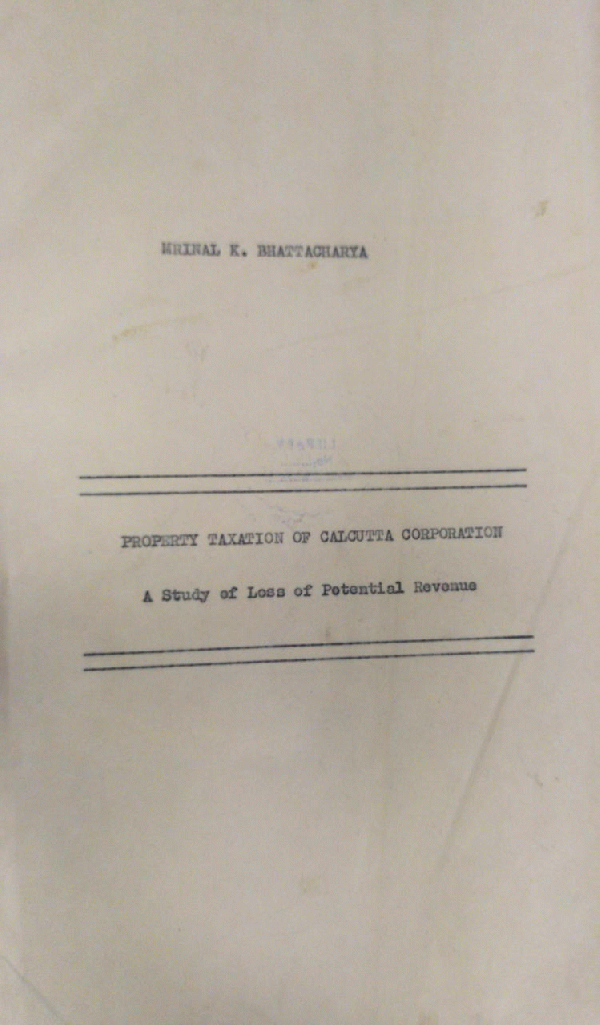 MRINAL K. BHATTACHARYA
PROPERTY TAXATION OF CALCUTTA CORPORATION
A Study of Loss of Potential Revenue